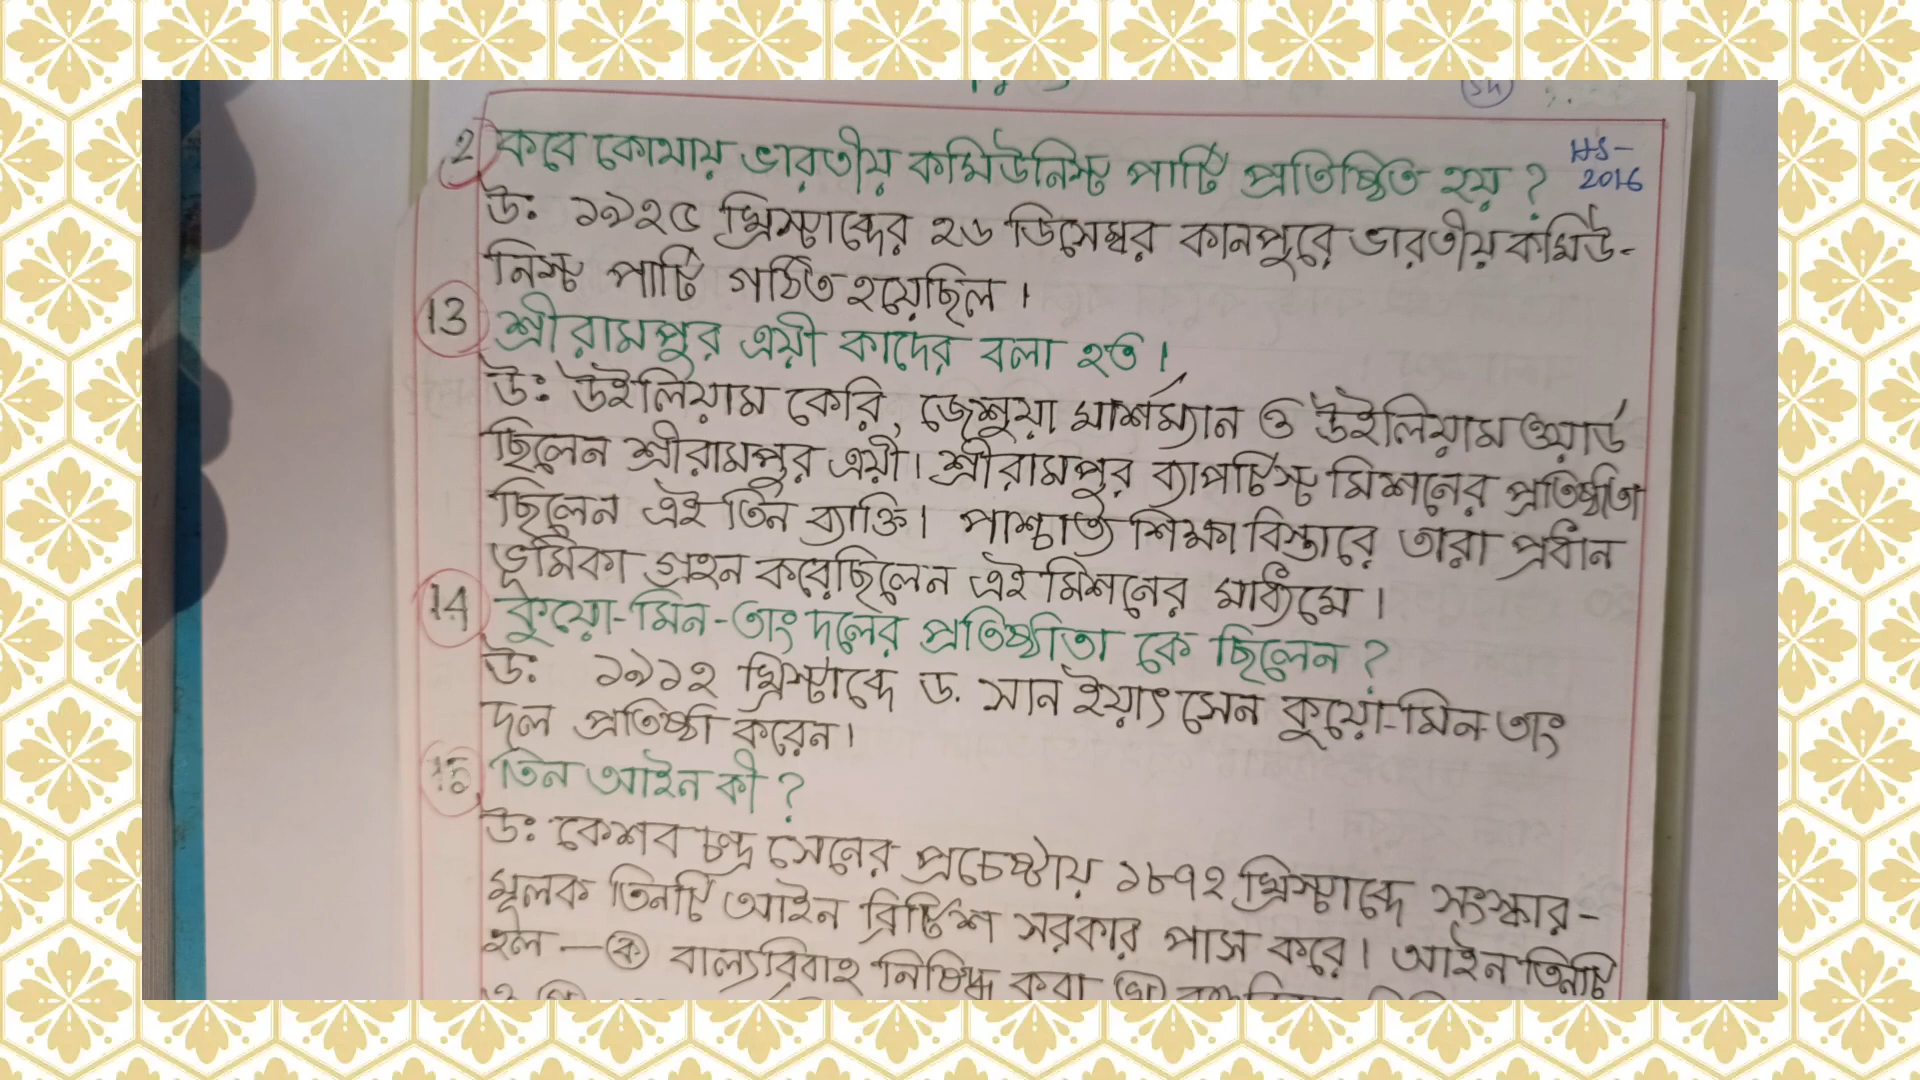 2 কবে কোথায় ভারতীয় কমিউনিস্ট পার্টি প্রতিষ্ঠিত হয় ? HS-2016
উঃ ১৯২৫ খ্রিস্টাব্দের ২৬ ডিসেম্বর কানপুরে ভারতীয় কমিউ-
নিস্ট পার্টি গঠিত হয়েছিল ।
13 শ্রীরামপুর ত্রয়ী কাদের বলা হত ।
উঃ উইলিয়াম কেরি, জেশুয়া মার্শম্যান ও উইলিয়াম ওয়ার্ড
ছিলেন শ্রীরামপুর ত্রয়ী। শ্রীরামপুর ব্যাপটিস্ট মিশনের প্রতিষ্ঠাতা
ছিলেন এই তিন ব্যাক্তি। পাশ্চাত্য শিক্ষা বিস্তারে তারা প্রধান
ভূমিকা গ্রহন করেছিলেন এই মিশনের মাধ্যমে ।
14 কুয়ো-মিন-তাং দলের প্রতিষ্ঠাতা কে ছিলেন ?
উঃ ১৯১২ খ্রিস্টাব্দে ড. সান ইয়াৎ সেন কুয়ো-মিন-তাং
দল প্রতিষ্ঠা করেন।
15 তিন আইন কী ?
উঃ কেশব চন্দ্র সেনের প্রচেষ্টায় ১৮৭২ খ্রিস্টাব্দে সংস্কার-
মূলক তিনটি আইন ব্রিটিশ সরকার পাস করে। আইন তিনটি
হল — ক বাল্যবিবাহ নিষিদ্ধ করা